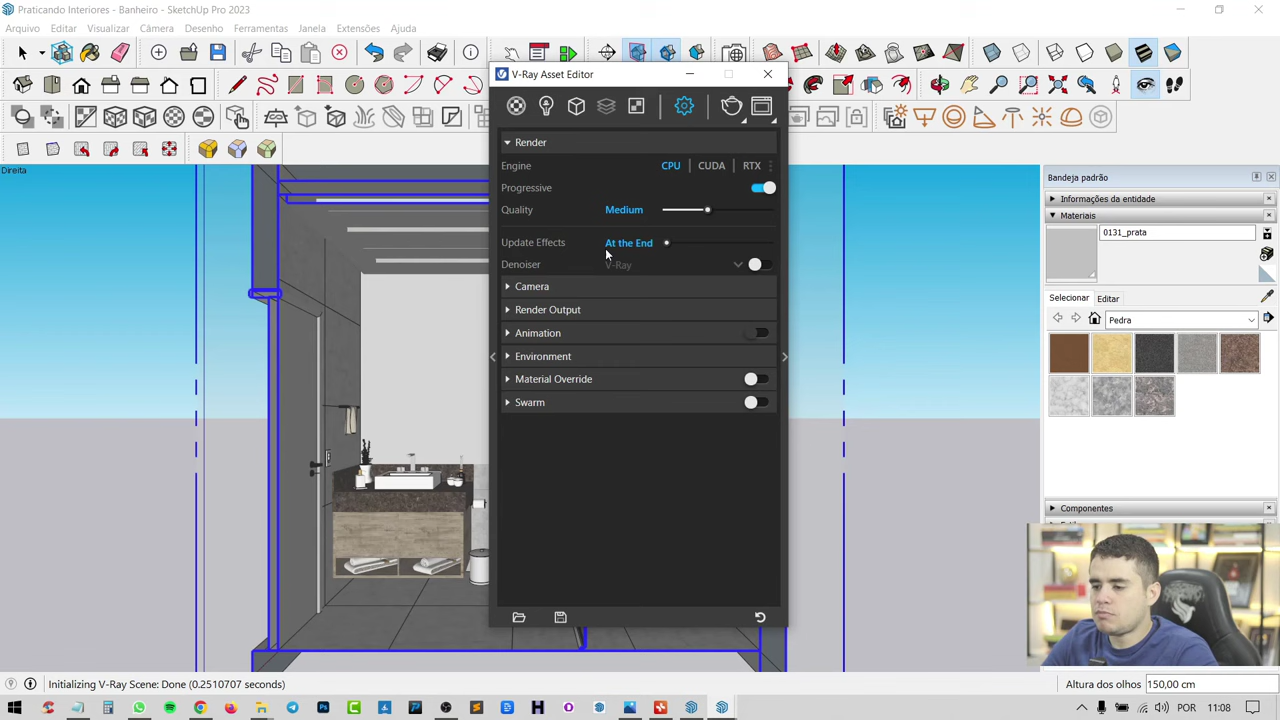 Praticando Interiores - Banheiro - SketchUp Pro 2023
Arquivo Editar Visualizar Câmera Desenho Ferramentas Janela Extensões Ajuda
V-Ray Asset Editor
Direita
Render
Engine CPU CUDA RTX
Progressive
Quality Medium
Update Effects At the End
Denoiser V-Ray
Camera
Render Output
Animation
Environment
Material Override
Swarm
Bandeja padrão
Informações da entidade
Materiais
0131_prata
Selecionar Editar
Pedra
Componentes
Initializing V-Ray Scene: Done (0.2510707 seconds)
Altura dos olhos 150,00 cm
POR 11:08